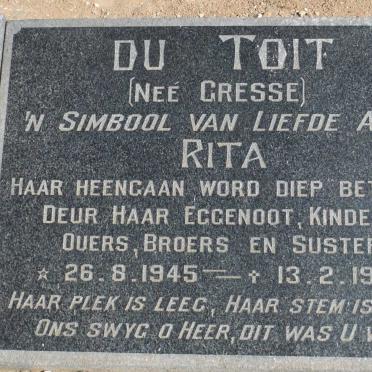 DU TOIT
(NEÉ GRESSE)
'N SIMBOOL VAN LIEFDE A
RITA
HAAR HEENGAAN WORD DIEP BET
DEUR HAAR EGGENOOT, KINDE
OUERS, BROERS EN SUSTER
* 26.8.1945 — + 13.2.19
HAAR PLEK IS LEEG, HAAR STEM IS
ONS SWYG O HEER, DIT WAS U W